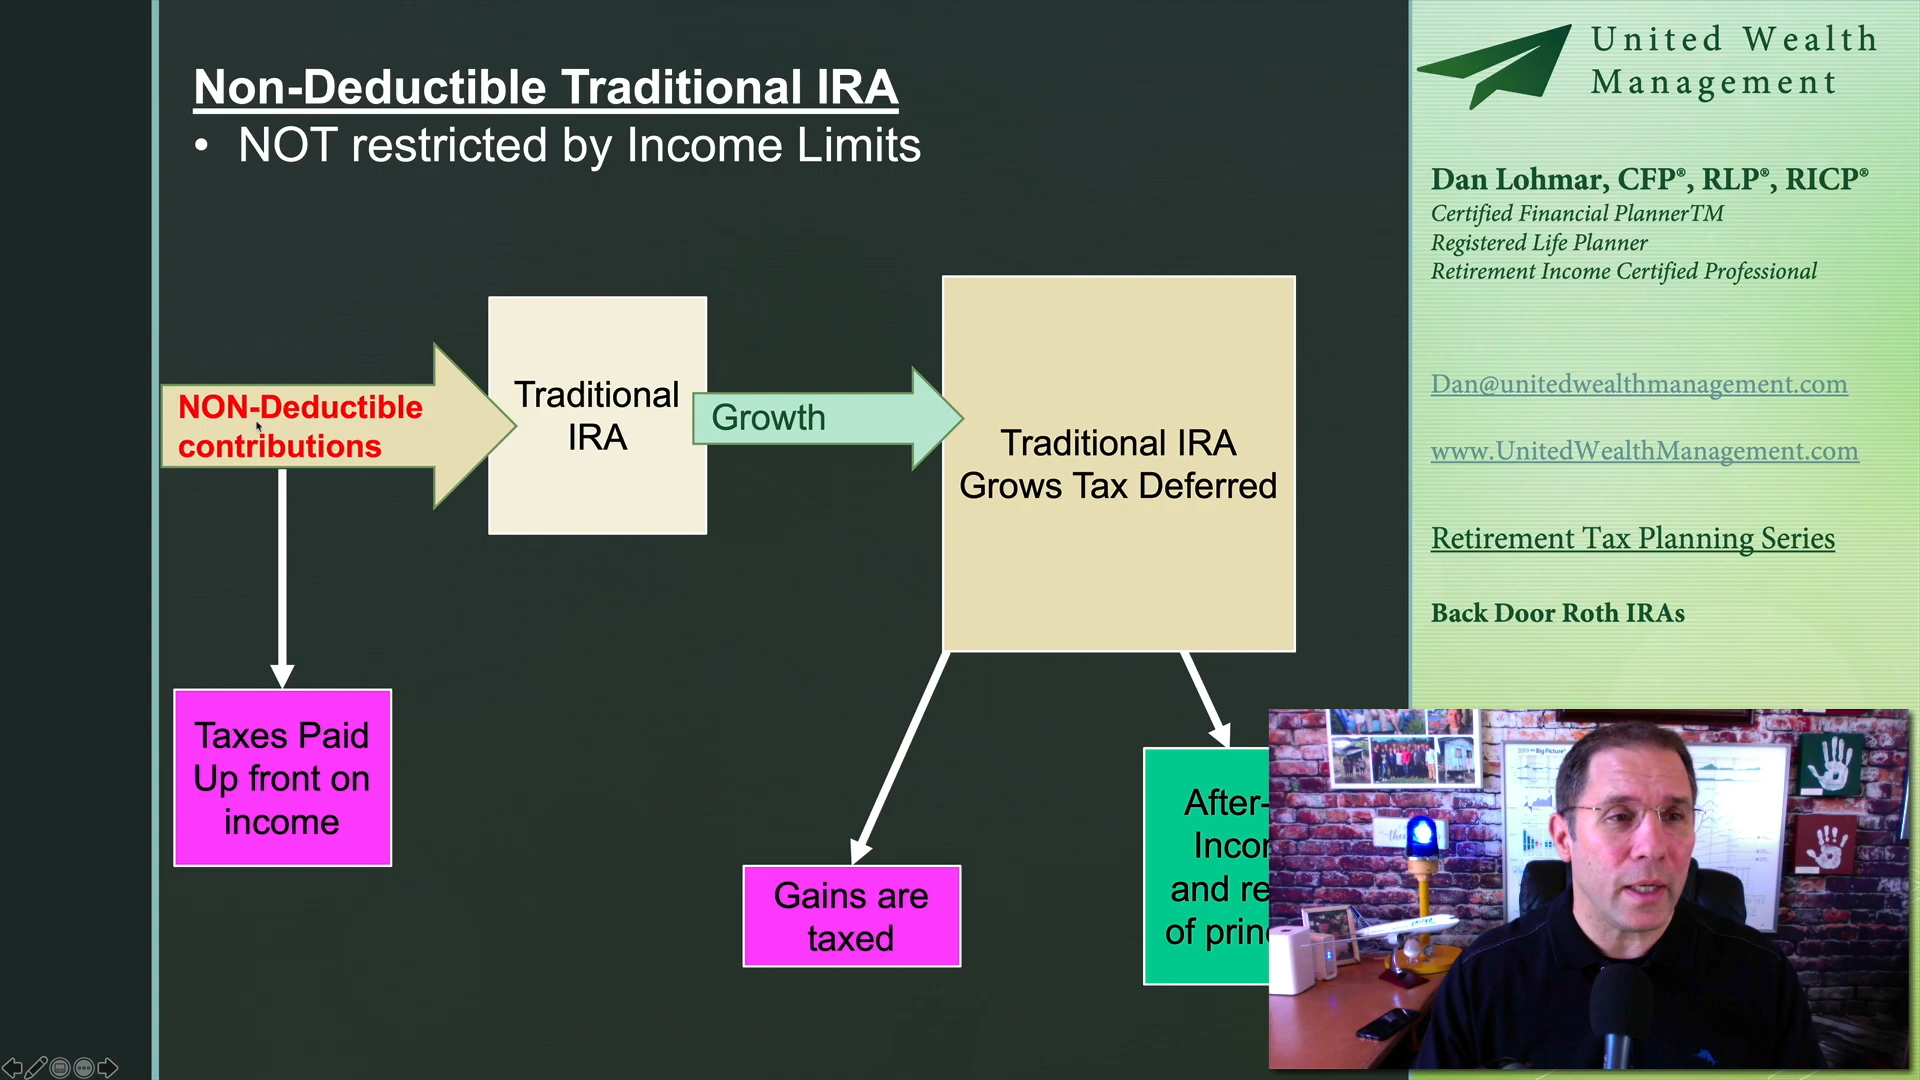 Non-Deductible Traditional IRA
• NOT restricted by Income Limits
NON-Deductible
contributions
Traditional
IRA
Growth
Traditional IRA
Grows Tax Deferred
Taxes Paid
Up front on
income
Gains are
taxed
After-
and
of
United Wealth
Management
Dan Lohmar, CFP®, RLP®, RICP®
Certified Financial PlannerTM
Registered Life Planner
Retirement Income Certified Professional
Dan@unitedwealthmanagement.com
www.UnitedWealthManagement.com
Retirement Tax Planning Series
Back Door Roth IRAs